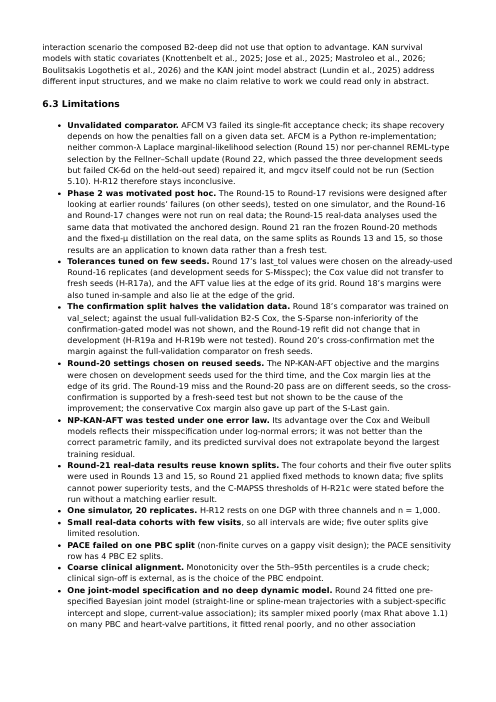 interaction scenario the composed B2-deep did not use that option to advantage. KAN survival
models with static covariates (Knottenbelt et al., 2025; Jose et al., 2025; Mastroleo et al., 2026;
Boulitsakis Logothetis et al., 2026) and the KAN joint model abstract (Lundin et al., 2025) address
different input structures, and we make no claim relative to work we could read only in abstract.
6.3 Limitations
• Unvalidated comparator. AFCM V3 failed its single-fit acceptance check; its shape recovery
depends on how the penalties fall on a given data set. AFCM is a Python re-implementation;
neither common-λ Laplace marginal-likelihood selection (Round 15) nor per-channel REML-type
selection by the Fellner–Schall update (Round 22, which passed the three development seeds
but failed CK-6d on the held-out seed) repaired it, and mgcv itself could not be run (Section
5.10). H-R12 therefore stays inconclusive.
• Phase 2 was motivated post hoc. The Round-15 to Round-17 revisions were designed after
looking at earlier rounds’ failures (on other seeds), tested on one simulator, and the Round-16
and Round-17 changes were not run on real data; the Round-15 real-data analyses used the
same data that motivated the anchored design. Round 21 ran the frozen Round-20 methods
and the fixed-μ distillation on the real data, on the same splits as Rounds 13 and 15, so those
results are an application to known data rather than a fresh test.
• Tolerances tuned on few seeds. Round 17’s last_tol values were chosen on the already-used
Round-16 replicates (and development seeds for S-Misspec); the Cox value did not transfer to
fresh seeds (H-R17a), and the AFT value lies at the edge of its grid. Round 18’s margins were
also tuned in-sample and also lie at the edge of the grid.
• The confirmation split halves the validation data. Round 18’s comparator was trained on
val_select; against the usual full-validation B2-S Cox, the S-Sparse non-inferiority of the
confirmation-gated model was not shown, and the Round-19 refit did not change that in
development (H-R19a and H-R19b were not tested). Round 20’s cross-confirmation met the
margin against the full-validation comparator on fresh seeds.
• Round-20 settings chosen on reused seeds. The NP-KAN-AFT objective and the margins
were chosen on development seeds used for the third time, and the Cox margin lies at the
edge of its grid. The Round-19 miss and the Round-20 pass are on different seeds, so the cross-
confirmation is supported by a fresh-seed test but not shown to be the cause of the
improvement; the conservative Cox margin also gave up part of the S-Last gain.
• NP-KAN-AFT was tested under one error law. Its advantage over the Cox and Weibull
models reflects their misspecification under log-normal errors; it was not better than the
correct parametric family, and its predicted survival does not extrapolate beyond the largest
training residual.
• Round-21 real-data results reuse known splits. The four cohorts and their five outer splits
were used in Rounds 13 and 15, so Round 21 applied fixed methods to known data; five splits
cannot power superiority tests, and the C-MAPSS thresholds of H-R21c were stated before the
run without a matching earlier result.
• One simulator, 20 replicates. H-R12 rests on one DGP with three channels and n = 1,000.
• Small real-data cohorts with few visits, so all intervals are wide; five outer splits give
limited resolution.
• PACE failed on one PBC split (non-finite curves on a gappy visit design); the PACE sensitivity
row has 4 PBC E2 splits.
• Coarse clinical alignment. Monotonicity over the 5th–95th percentiles is a crude check;
clinical sign-off is external, as is the choice of the PBC endpoint.
• One joint-model specification and no deep dynamic model. Round 24 fitted one pre-
specified Bayesian joint model (straight-line or spline-mean trajectories with a subject-specific
intercept and slope, current-value association); its sampler mixed poorly (max Rhat above 1.1)
on many PBC and heart-valve partitions, it fitted renal poorly, and no other association